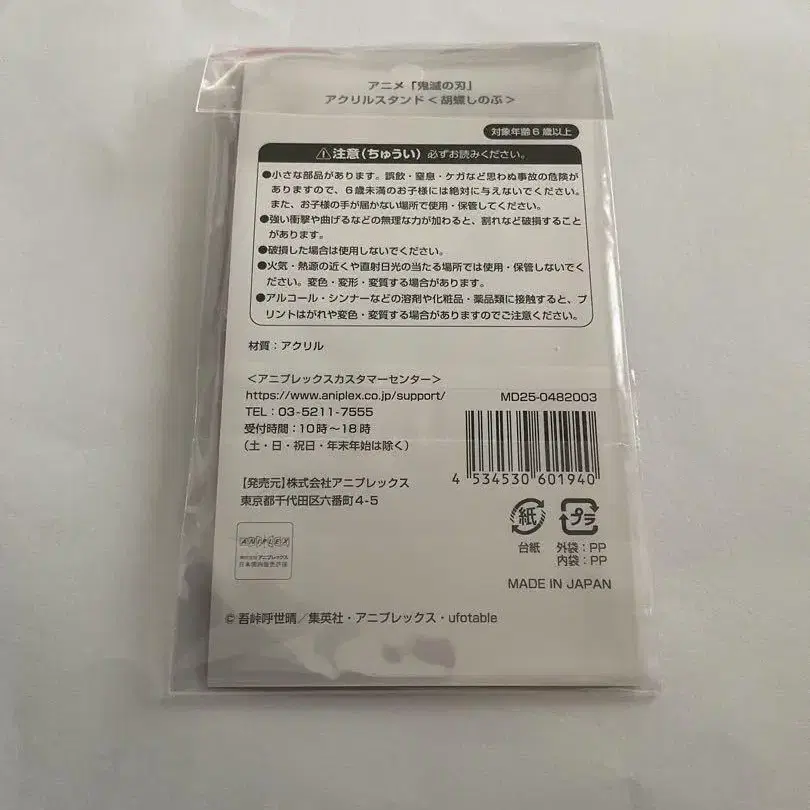 アニメ「鬼滅の刃」
アクリルスタンド<胡蝶しのぶ>
対象年齢6歳以上
⚠注意(ちゅうい) 必ずお読みください。
●小さな部品があります。誤飲・窒息・ケガなど思わぬ事故の危険が
ありますので、6歳未満のお子様には絶対に与えないでください。
また、お子様の手が届かない場所で使用・保管してください。
●強い衝撃や曲げるなどの無理な力が加わると、割れなど破損すること
があります。
●破損した場合は使用しないでください。
●火気・熱源の近くや直射日光の当たる場所では使用・保管しないでく
ださい。変色・変形・変質する場合があります。
●アルコール・シンナーなどの溶剤や化粧品・薬品類に接触すると、プ
リントはがれや変色・変質する場合がありますのでご注意ください。
材質:アクリル
<アニプレックスカスタマーセンター>
https://www.aniplex.co.jp/support/
TEL:03-5211-7555
受付時間:10時~18時
(土・日・祝日・年末年始は除く)
MD25-0482003
4 534530 601940
【発売元】株式会社アニプレックス
東京都千代田区六番町4-5
紙
プラ
台紙
外袋:PP
内袋:PP
ANIPLEX
株式会社アニプレックス
日本国内販売許諾
MADE IN JAPAN
©吾峠呼世晴/集英社・アニプレックス・ufotable